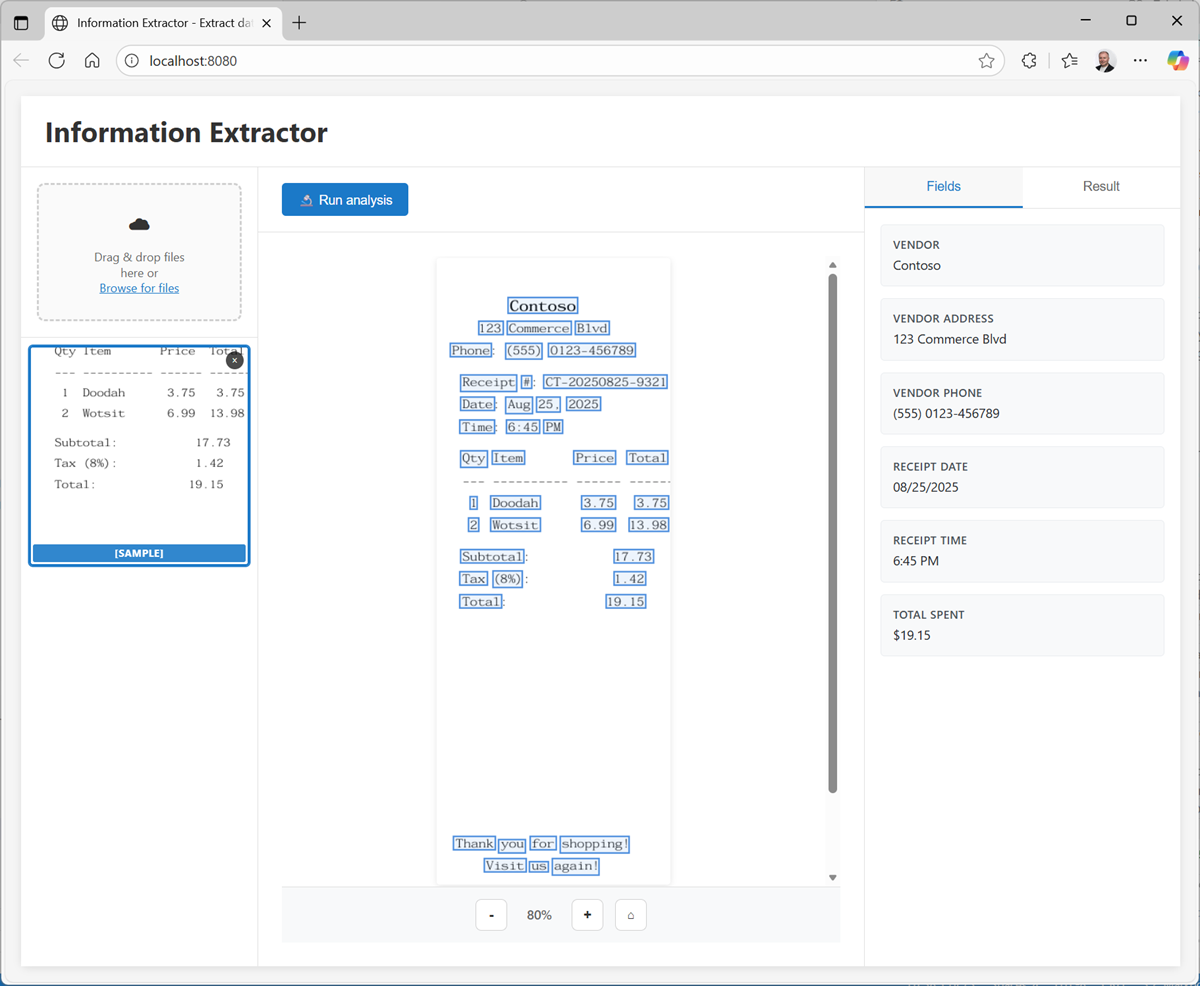 Information Extractor - Extract dat
localhost:8080
Information Extractor
Drag & drop files
here or
Browse for files
Qty Item Price Total
--- ---------- ------ ------
1 Doodah 3.75 3.75
2 Wotsit 6.99 13.98
Subtotal: 17.73
Tax (8%): 1.42
Total: 19.15
[SAMPLE]
Run analysis
Contoso
123 Commerce Blvd
Phone: (555) 0123-456789
Receipt #: CT-20250825-9321
Date: Aug 25, 2025
Time: 6:45 PM
Qty Item Price Total
--- ---------- ------ ------
1 Doodah 3.75 3.75
2 Wotsit 6.99 13.98
Subtotal: 17.73
Tax (8%): 1.42
Total: 19.15
Thank you for shopping!
Visit us again!
- 80% +
Fields Result
VENDOR
Contoso
VENDOR ADDRESS
123 Commerce Blvd
VENDOR PHONE
(555) 0123-456789
RECEIPT DATE
08/25/2025
RECEIPT TIME
6:45 PM
TOTAL SPENT
$19.15